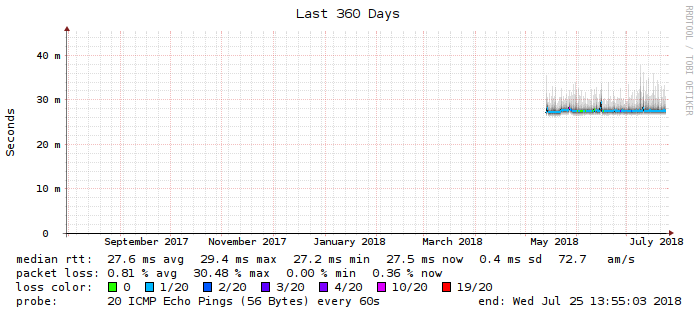 Last 360 Days
RRDTOOL / TOBI OETIKER
Seconds
40 m
30 m
20 m
10 m
0
September 2017 November 2017 January 2018 March 2018 May 2018 July 2018
median rtt: 27.6 ms avg 29.4 ms max 27.2 ms min 27.5 ms now 0.4 ms sd 72.7 am/s
packet loss: 0.81 % avg 30.48 % max 0.00 % min 0.36 % now
loss color: 0 1/20 2/20 3/20 4/20 10/20 19/20
probe: 20 ICMP Echo Pings (56 Bytes) every 60s end: Wed Jul 25 13:55:03 2018